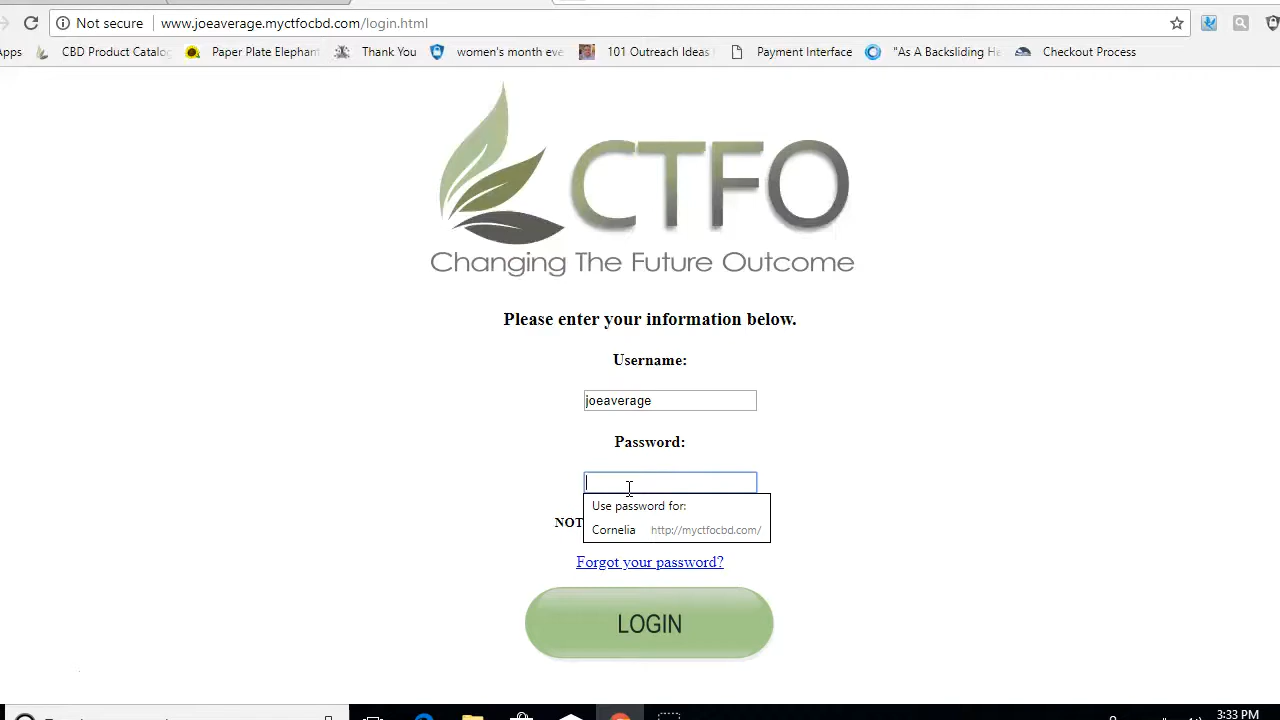 Not secure www.joeaverage.myctfocbd.com/login.html
Apps CBD Product Catalog Paper Plate Elephant Thank You women's month eve 101 Outreach Ideas Payment Interface "As A Backsliding He Checkout Process
CTFO
Changing The Future Outcome
Please enter your information below.
Username:
joeaverage
Password:
Use password for:
NOT
Cornelia http://myctfocbd.com/
Forgot your password?
LOGIN
3:33 PM